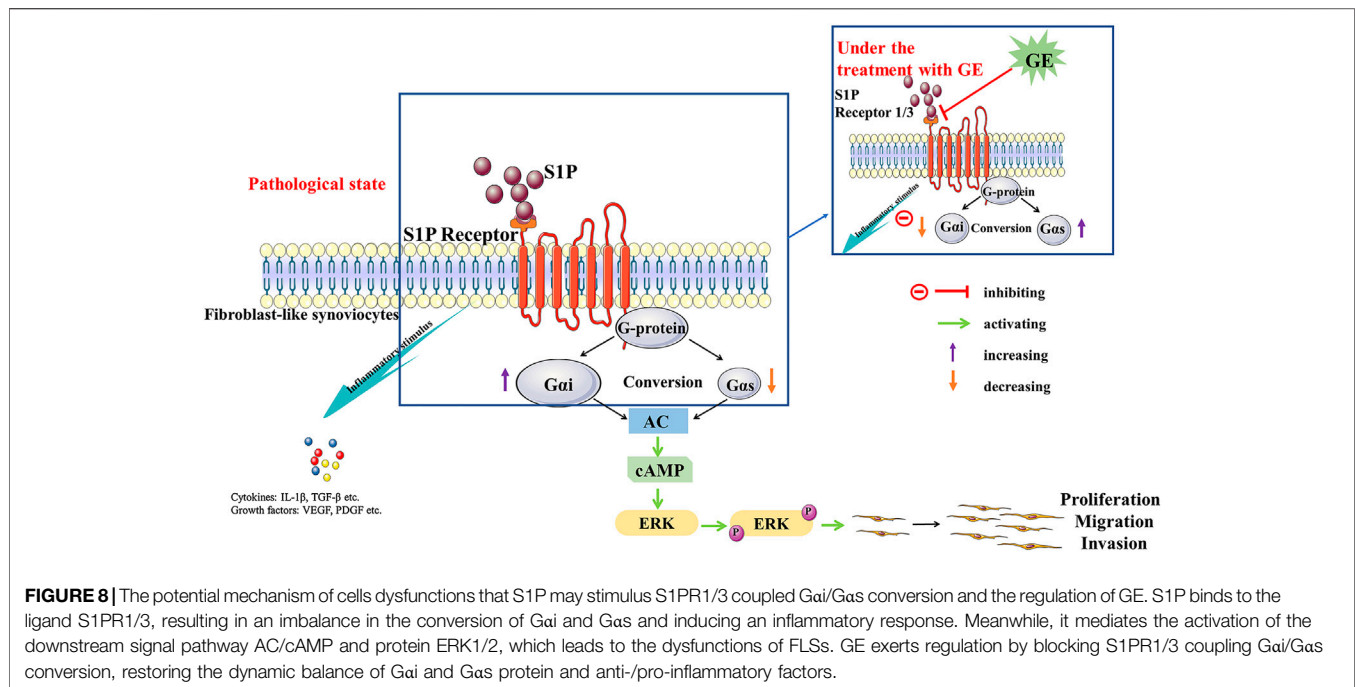 Under the
treatment with GE
GE
S1P
Receptor 1/3
G-protein
Inflammatory stimulus
Gαi
Conversion
Gαs
Pathological state
S1P
S1P Receptor
Fibroblast-like synoviocytes
G-protein
Inflammatory stimulus
Gαi
Conversion
Gαs
inhibiting
activating
increasing
decreasing
AC
cAMP
ERK
P
ERK
P
Cytokines: IL-1β, TGF-β etc.
Growth factors: VEGF, PDGF etc.
Proliferation
Migration
Invasion
FIGURE 8 | The potential mechanism of cells dysfunctions that S1P may stimulus S1PR1/3 coupled Gαi/Gαs conversion and the regulation of GE. S1P binds to the
ligand S1PR1/3, resulting in an imbalance in the conversion of Gαi and Gαs and inducing an inflammatory response. Meanwhile, it mediates the activation of the
downstream signal pathway AC/cAMP and protein ERK1/2, which leads to the dysfunctions of FLSs. GE exerts regulation by blocking S1PR1/3 coupling Gαi/Gαs
conversion, restoring the dynamic balance of Gαi and Gαs protein and anti-/pro-inflammatory factors.